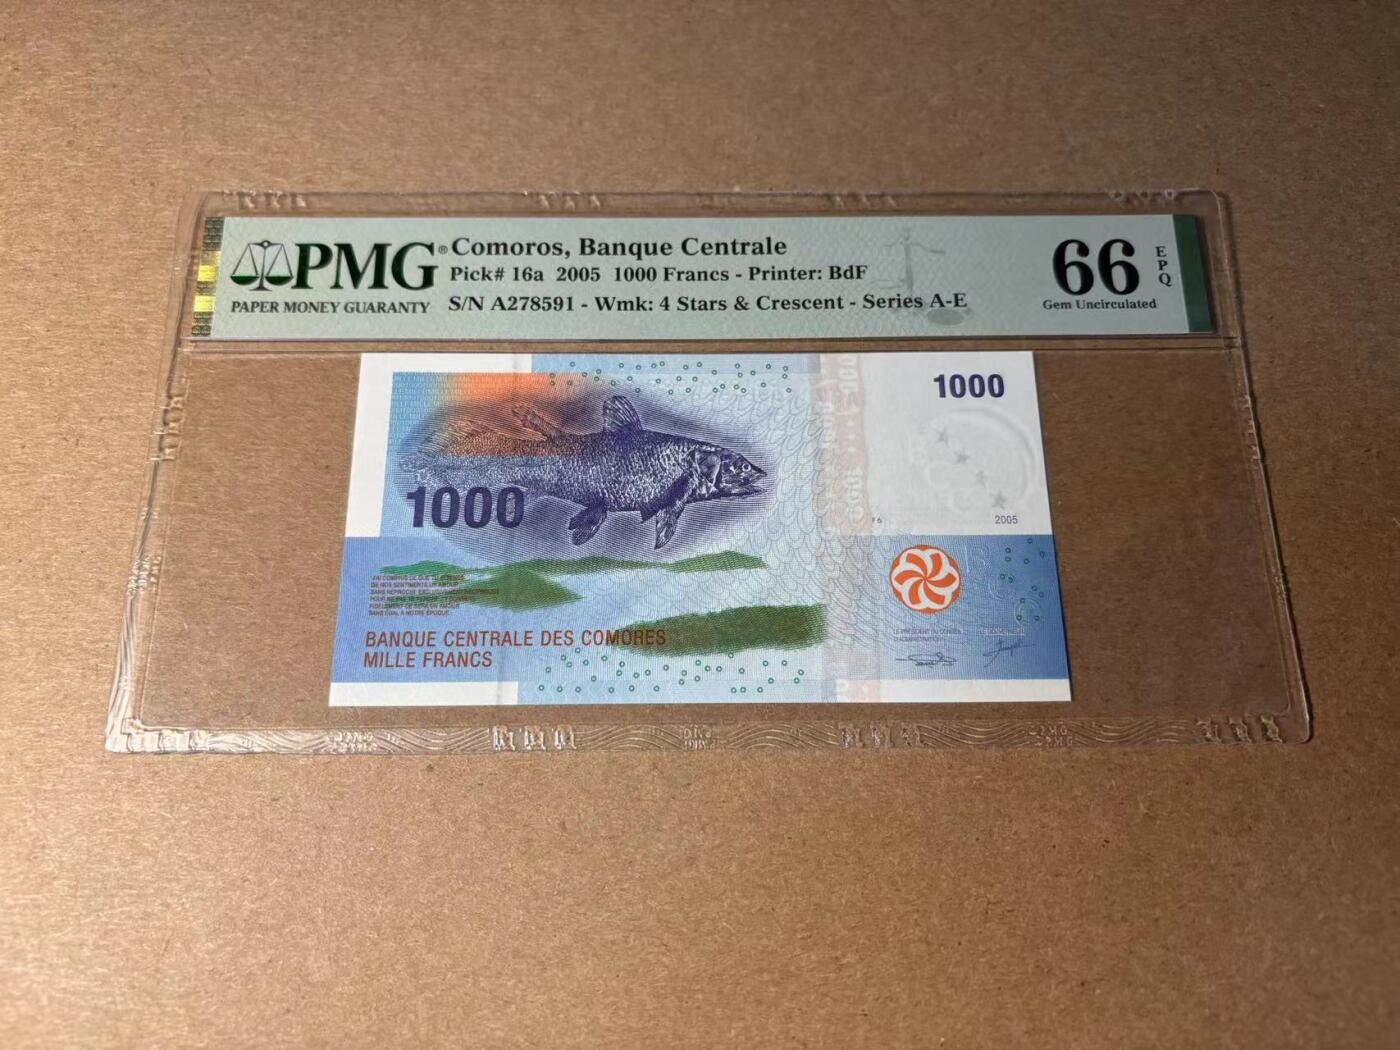 PMG®
PAPER MONEY GUARANTY
Comoros, Banque Centrale
Pick# 16a 2005 1000 Francs - Printer: BdF
S/N A278591 - Wmk: 4 Stars & Crescent - Series A-E
66
EPQ
Gem Uncirculated
1000
1000
2005
BANQUE CENTRALE DES COMORES
MILLE FRANCS